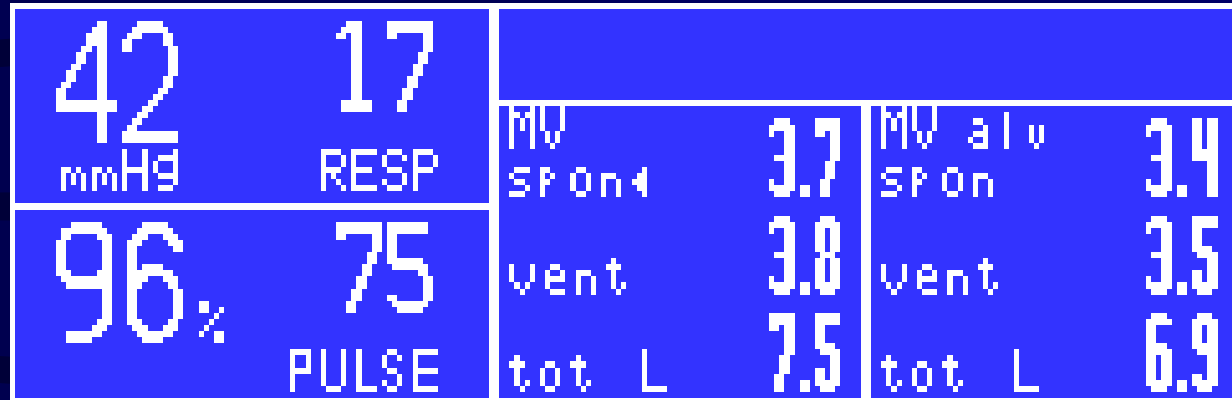 42 17
mmHg RESP
96% 75
PULSE
MV
spon 3.7
vent 3.8
tot L 7.5
MV alv
spon 3.4
vent 3.5
tot L 6.9